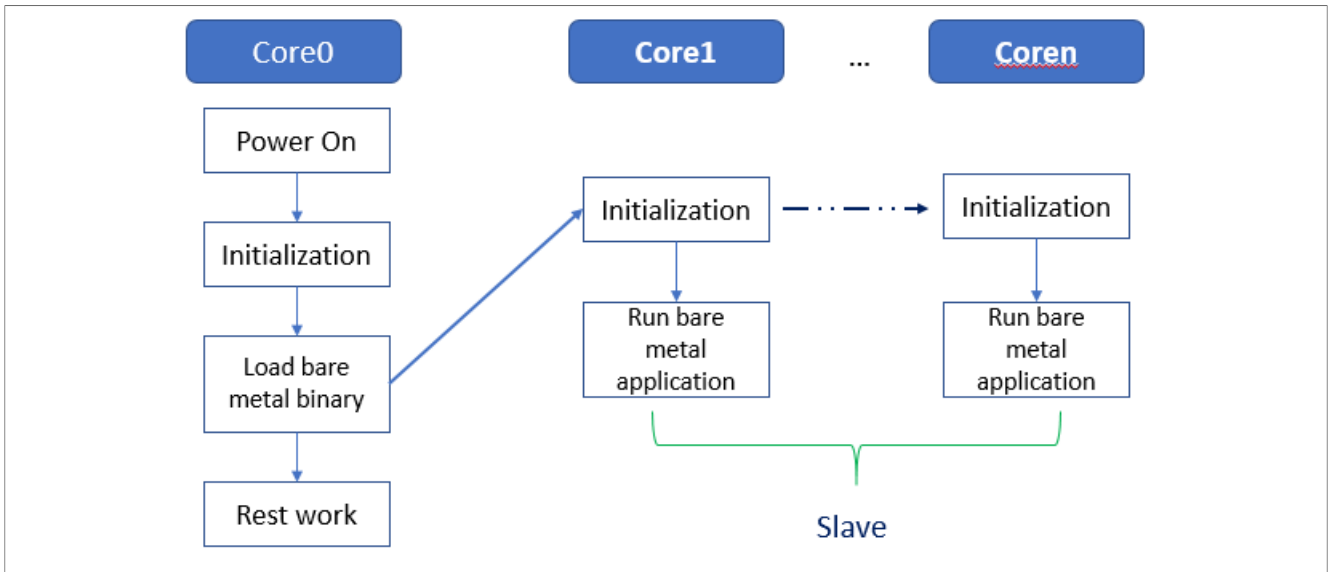 Core0
Core1
...
Coren
Power On
Initialization
Load bare
metal binary
Rest work
Initialization
Run bare
metal
application
Initialization
Run bare
metal
application
Slave